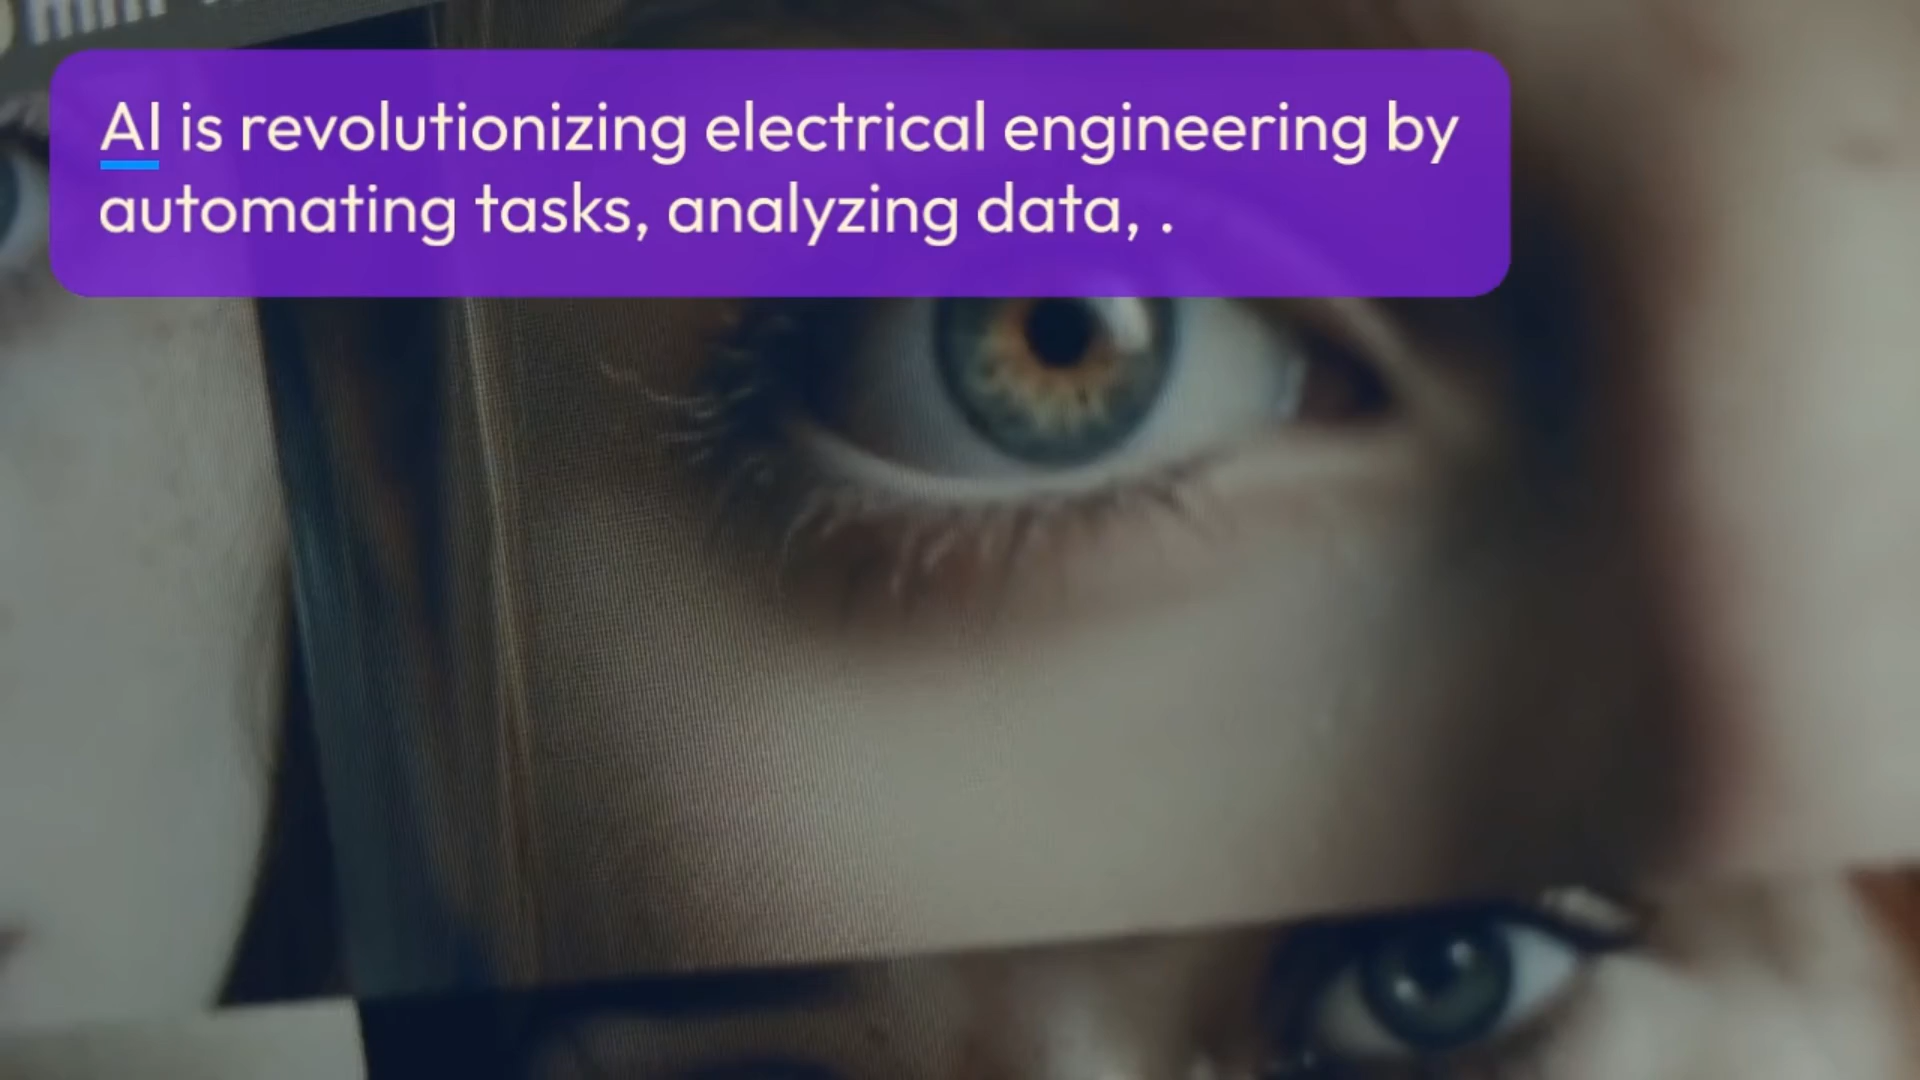 AI is revolutionizing electrical engineering by
automating tasks, analyzing data, .